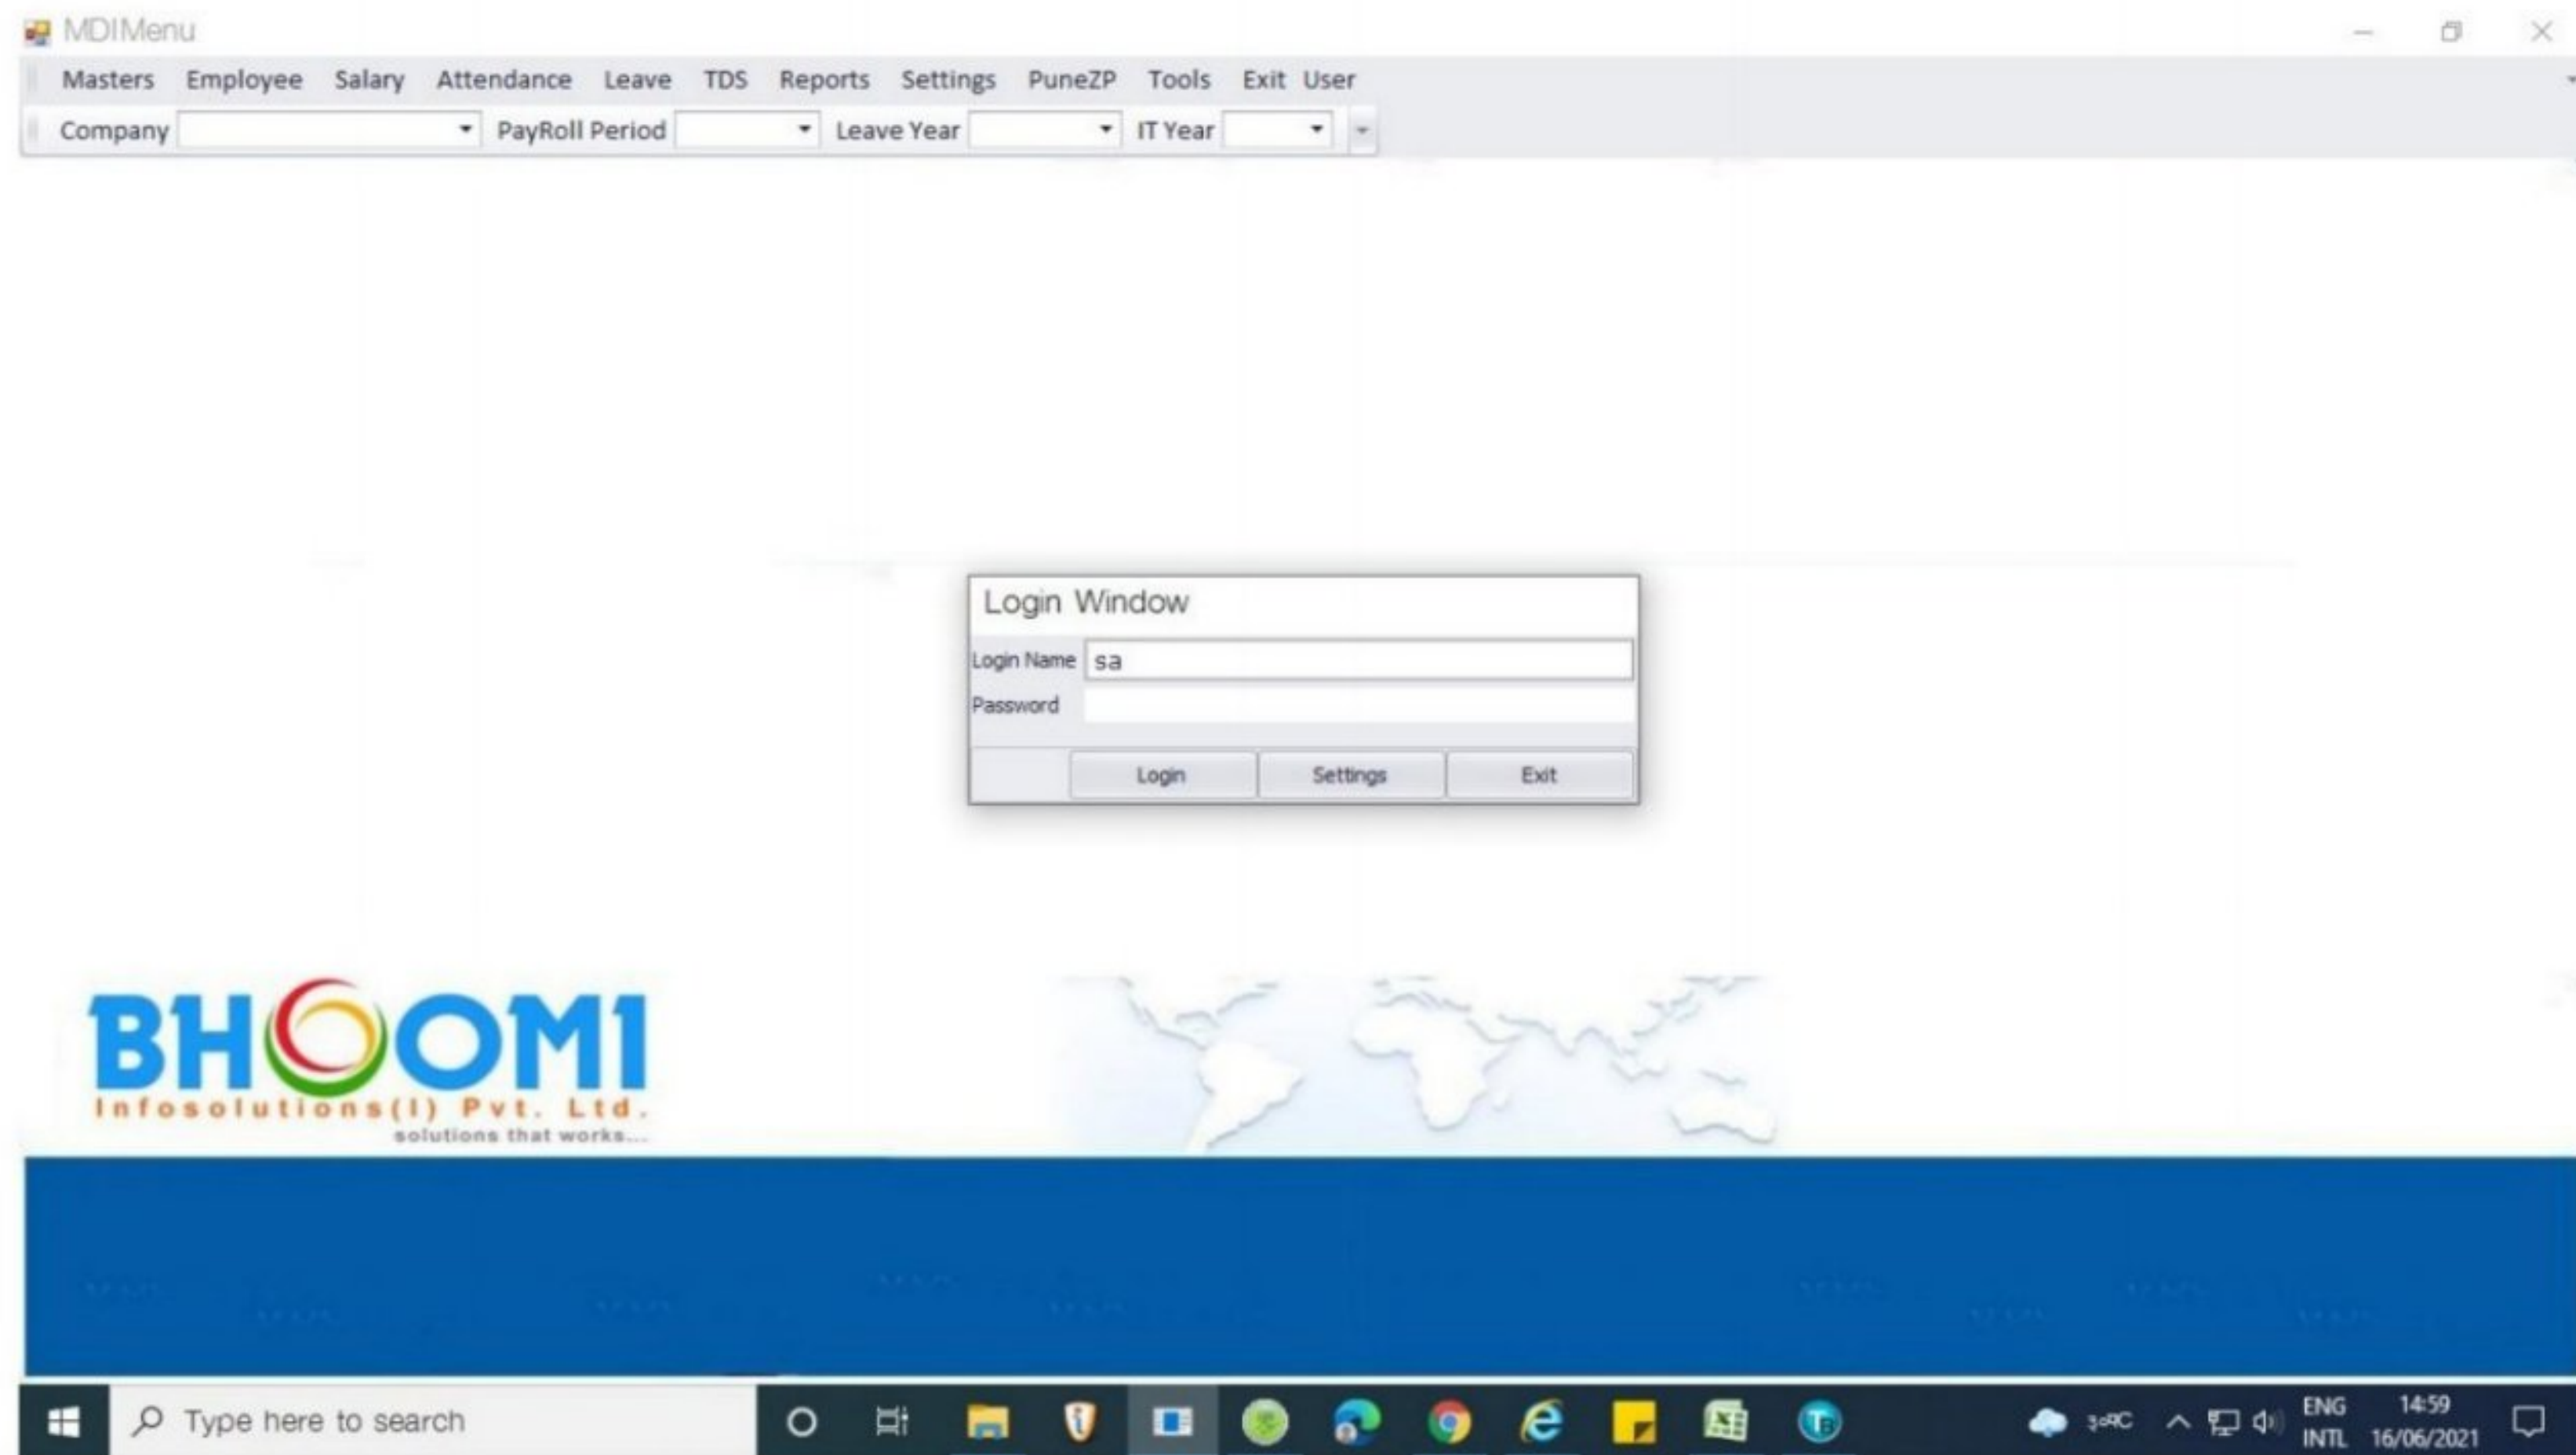 MDIMenu
Masters Employee Salary Attendance Leave TDS Reports Settings PuneZP Tools Exit User
Company PayRoll Period Leave Year IT Year
Login Window
Login Name sa
Password
Login Settings Exit
BHOOMI
Infosolutions(I) Pvt. Ltd.
solutions that works...
Type here to search
ENG 14:59
INTL 16/06/2021